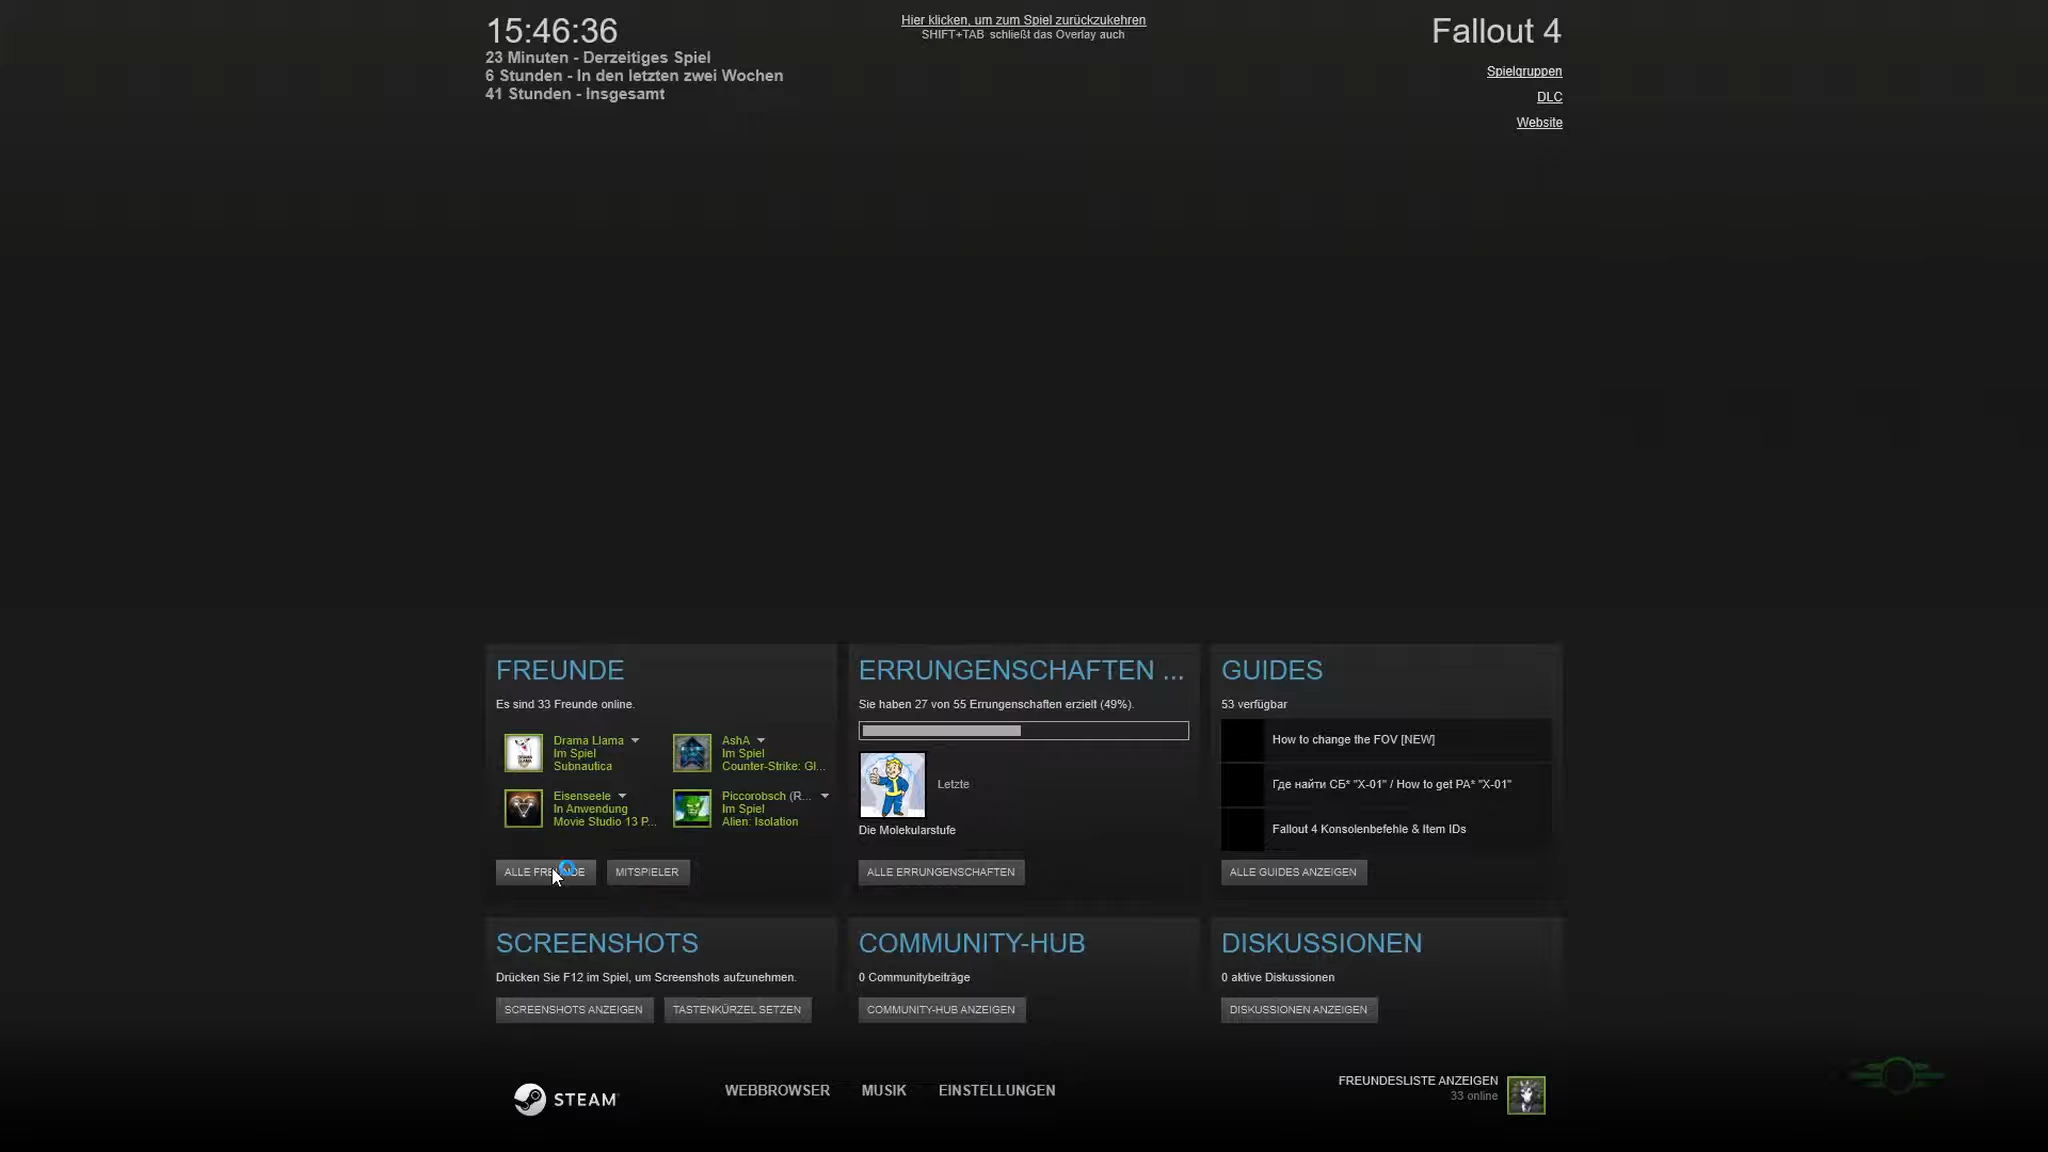 15:46:36
23 Minuten - Derzeitiges Spiel
6 Stunden - In den letzten zwei Wochen
41 Stunden - Insgesamt
Hier klicken, um zum Spiel zurückzukehren
SHIFT+TAB schließt das Overlay auch
Fallout 4
Spielgruppen
DLC
Website
FREUNDE
Es sind 33 Freunde online.
Drama Llama
Im Spiel
Subnautica
AshA
Im Spiel
Counter-Strike: Gl...
Eisenseele
In Anwendung
Movie Studio 13 P...
Piccorobsch (R...
Im Spiel
Alien: Isolation
ALLE FREUNDE
MITSPIELER
ERRUNGENSCHAFTEN ...
Sie haben 27 von 55 Errungenschaften erzielt (49%).
Letzte
Die Molekularstufe
ALLE ERRUNGENSCHAFTEN
GUIDES
53 verfügbar
How to change the FOV [NEW]
Где найти СБ* "X-01" / How to get PA* "X-01"
Fallout 4 Konsolenbefehle & Item IDs
ALLE GUIDES ANZEIGEN
SCREENSHOTS
Drücken Sie F12 im Spiel, um Screenshots aufzunehmen.
SCREENSHOTS ANZEIGEN
TASTENKÜRZEL SETZEN
COMMUNITY-HUB
0 Communitybeiträge
COMMUNITY-HUB ANZEIGEN
DISKUSSIONEN
0 aktive Diskussionen
DISKUSSIONEN ANZEIGEN
STEAM
WEBBROWSER
MUSIK
EINSTELLUNGEN
FREUNDESLISTE ANZEIGEN
33 online